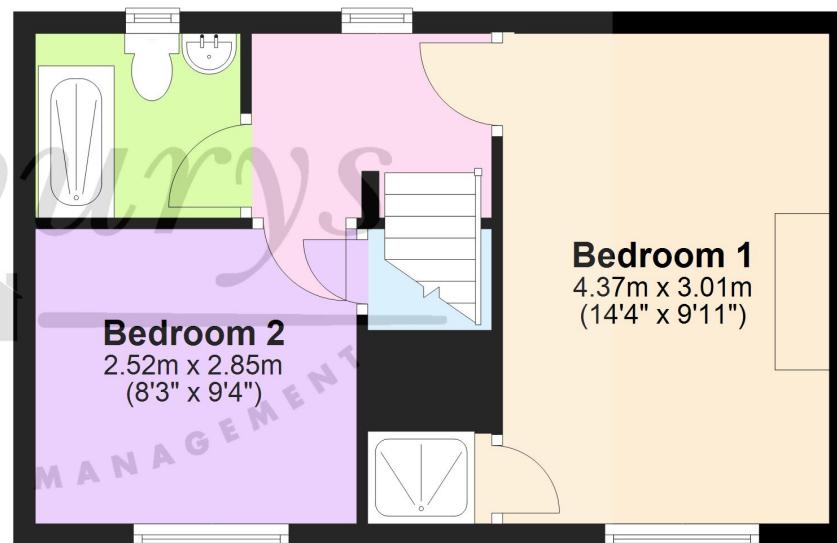 Bedroom 1
4.37m x 3.01m
(14'4" x 9'11")
Bedroom 2
2.52m x 2.85m
(8'3" x 9'4")
MANAGEMENT